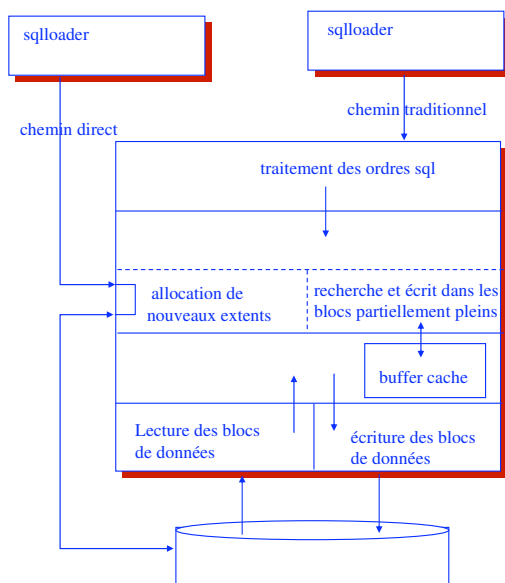 sqlloader
sqlloader
chemin traditionnel
chemin direct
traitement des ordres sql
allocation de
nouveaux extents
recherche et écrit dans les
blocs partiellement pleins
buffer cache
Lecture des blocs
de données
écriture des blocs
de données